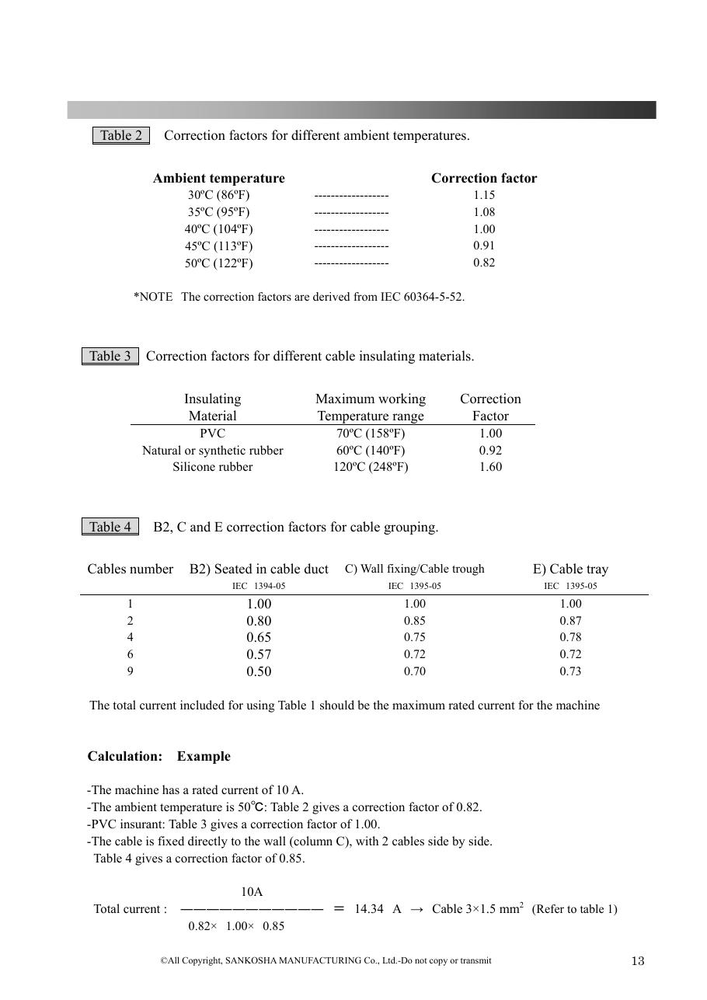 Table 2 Correction factors for different ambient temperatures.
Ambient temperature Correction factor
30ºC (86ºF) ------------------ 1.15
35ºC (95ºF) ------------------ 1.08
40ºC (104ºF) ------------------ 1.00
45ºC (113ºF) ------------------ 0.91
50ºC (122ºF) ------------------ 0.82
*NOTE The correction factors are derived from IEC 60364-5-52.
Table 3 Correction factors for different cable insulating materials.
Insulating Maximum working Correction
Material Temperature range Factor
PVC 70ºC (158ºF) 1.00
Natural or synthetic rubber 60ºC (140ºF) 0.92
Silicone rubber 120ºC (248ºF) 1.60
Table 4 B2, C and E correction factors for cable grouping.
Cables number B2) Seated in cable duct C) Wall fixing/Cable trough E) Cable tray
IEC 1394-05 IEC 1395-05 IEC 1395-05
1 1.00 1.00 1.00
2 0.80 0.85 0.87
4 0.65 0.75 0.78
6 0.57 0.72 0.72
9 0.50 0.70 0.73
The total current included for using Table 1 should be the maximum rated current for the machine
Calculation: Example
-The machine has a rated current of 10 A.
-The ambient temperature is 50℃: Table 2 gives a correction factor of 0.82.
-PVC insurant: Table 3 gives a correction factor of 1.00.
-The cable is fixed directly to the wall (column C), with 2 cables side by side.
Table 4 gives a correction factor of 0.85.
10A
Total current : ―――――――――――― = 14.34 A → Cable 3×1.5 mm² (Refer to table 1)
0.82× 1.00× 0.85
©All Copyright, SANKOSHA MANUFACTURING Co., Ltd.-Do not copy or transmit 13